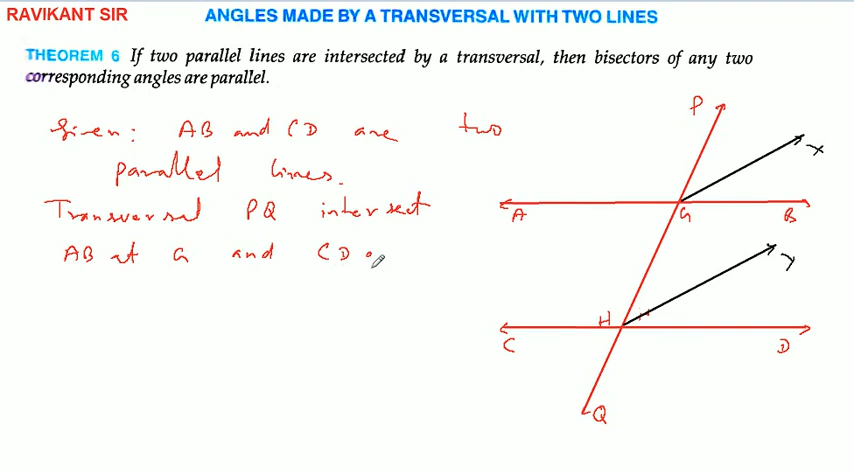 RAVIKANT SIR
ANGLES MADE BY A TRANSVERSAL WITH TWO LINES
THEOREM 6 If two parallel lines are intersected by a transversal, then bisectors of any two
corresponding angles are parallel.
Given: AB and CD are two
parallel lines.
Transversal PQ intersect
AB at G and CD
P
X
A
G
B
Y
H
C
D
Q